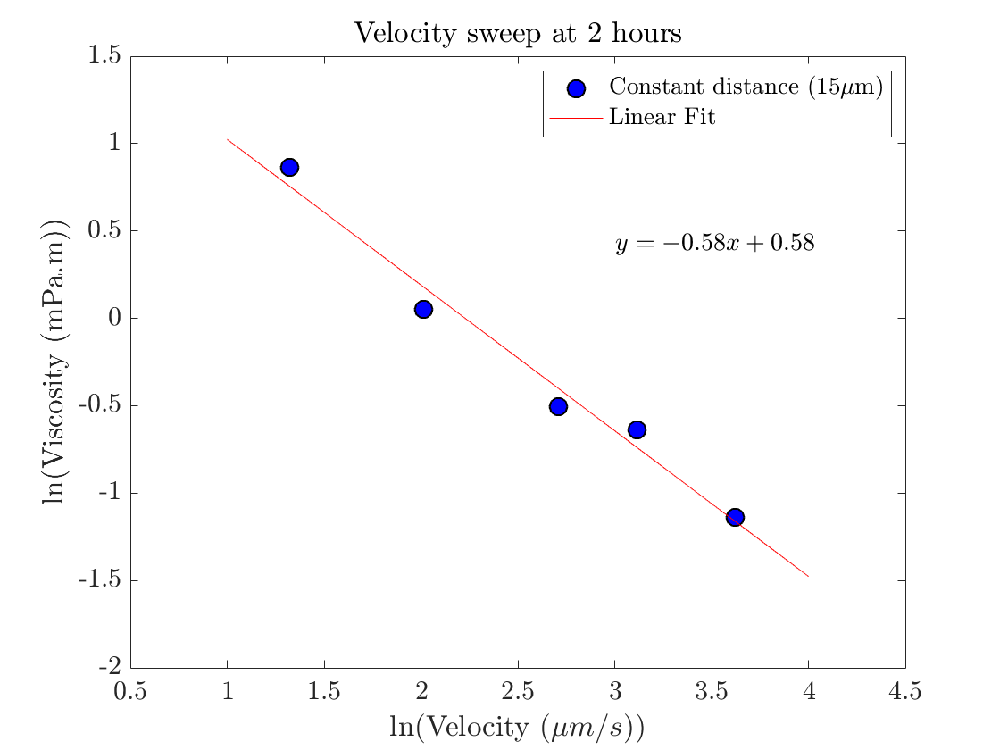 Velocity sweep at 2 hours
1.5
1
0.5
0
-0.5
-1
-1.5
-2
ln(Viscosity (mPa.m))
Constant distance (15μm)
Linear Fit
y = −0.58x + 0.58
0.5 1 1.5 2 2.5 3 3.5 4 4.5
ln(Velocity (μm/s))